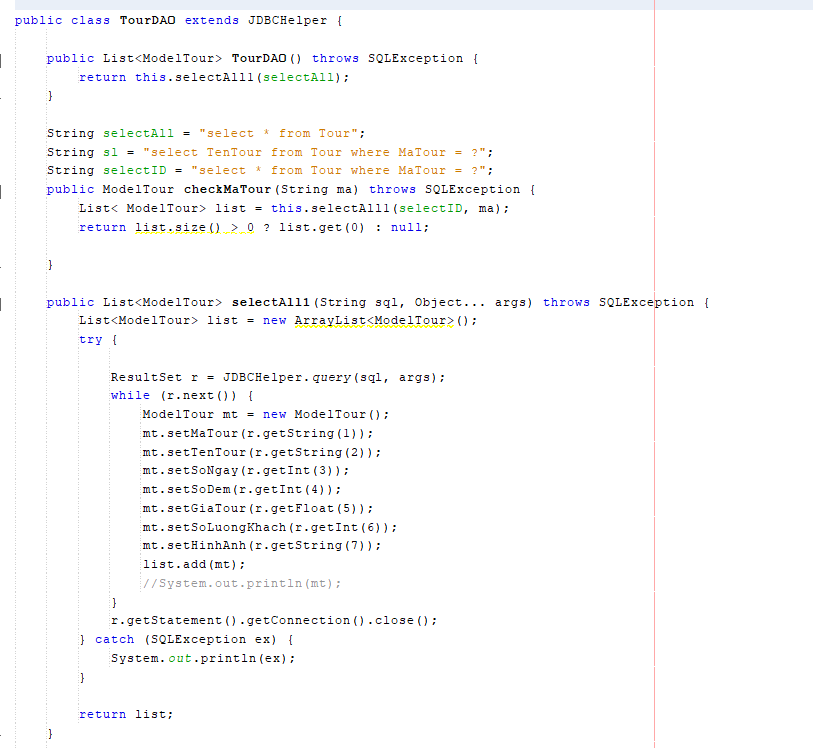 public class TourDAO extends JDBCHelper {
public List<ModelTour> TourDAO() throws SQLException {
return this.selectAll1(selectAll);
}
String selectAll = "select * from Tour";
String sl = "select TenTour from Tour where MaTour = ?";
String selectID = "select * from Tour where MaTour = ?";
public ModelTour checkMaTour(String ma) throws SQLException {
List< ModelTour> list = this.selectAll1(selectID, ma);
return list.size() > 0 ? list.get(0) : null;
}
public List<ModelTour> selectAll1(String sql, Object... args) throws SQLException {
List<ModelTour> list = new ArrayList<ModelTour>();
try {
ResultSet r = JDBCHelper.query(sql, args);
while (r.next()) {
ModelTour mt = new ModelTour();
mt.setMaTour(r.getString(1));
mt.setTenTour(r.getString(2));
mt.setSoNgay(r.getInt(3));
mt.setSoDem(r.getInt(4));
mt.setGiaTour(r.getFloat(5));
mt.setSoLuongKhach(r.getInt(6));
mt.setHinhAnh(r.getString(7));
list.add(mt);
//System.out.println(mt);
}
r.getStatement().getConnection().close();
} catch (SQLException ex) {
System.out.println(ex);
}
return list;
}